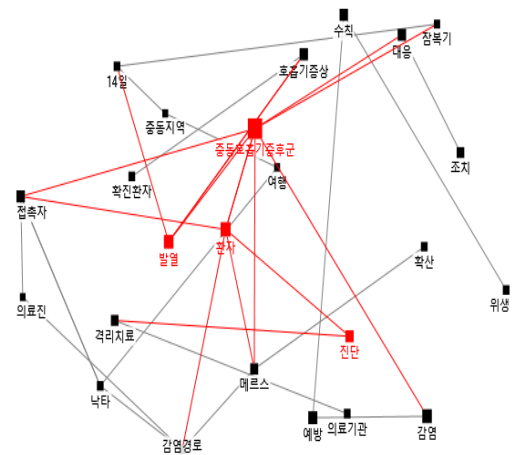 수칙
잠복기
대응
호흡기증상
14일
중동지역
중동호흡기증후군
조치
여행
확진환자
접촉자
발열
환자
확산
의료진
위생
격리치료
진단
메르스
낙타
예방
의료기관
감염
감염경로